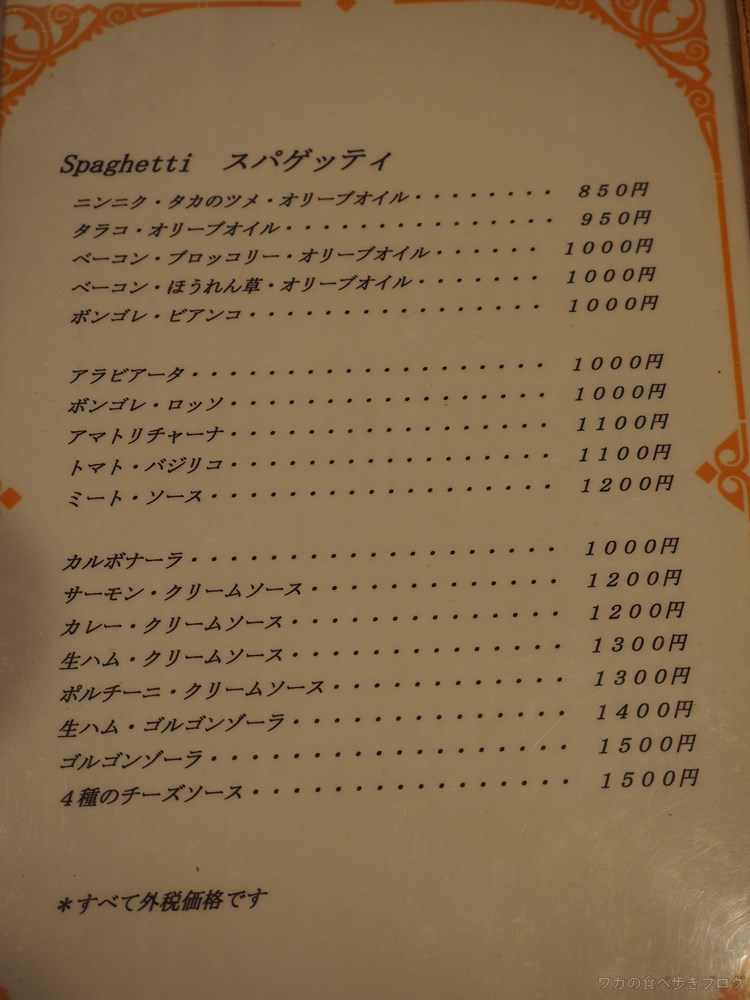 Spaghetti　スパゲッティ
ニンニク・タカのツメ・オリーブオイル・・・・・・・・　８５０円
タラコ・オリーブオイル・・・・・・・・・・・・・・・　９５０円
ベーコン・ブロッコリー・オリーブオイル・・・・・・　１０００円
ベーコン・ほうれん草・オリーブオイル・・・・・・・　１０００円
ボンゴレ・ビアンコ・・・・・・・・・・・・・・・・　１０００円
アラビアータ・・・・・・・・・・・・・・・・・・・　１０００円
ボンゴレ・ロッソ・・・・・・・・・・・・・・・・・　１０００円
アマトリチャーナ・・・・・・・・・・・・・・・・・　１１００円
トマト・バジリコ・・・・・・・・・・・・・・・・・　１１００円
ミート・ソース・・・・・・・・・・・・・・・・・・　１２００円
カルボナーラ・・・・・・・・・・・・・・・・・・・　１０００円
サーモン・クリームソース・・・・・・・・・・・・・　１２００円
カレー・クリームソース・・・・・・・・・・・・・・　１２００円
生ハム・クリームソース・・・・・・・・・・・・・・　１３００円
ポルチーニ・クリームソース・・・・・・・・・・・・　１３００円
生ハム・ゴルゴンゾーラ・・・・・・・・・・・・・・　１４００円
ゴルゴンゾーラ・・・・・・・・・・・・・・・・・・　１５００円
４種のチーズソース・・・・・・・・・・・・・・・・　１５００円
＊すべて外税価格です
ワカの食べ歩きブログ